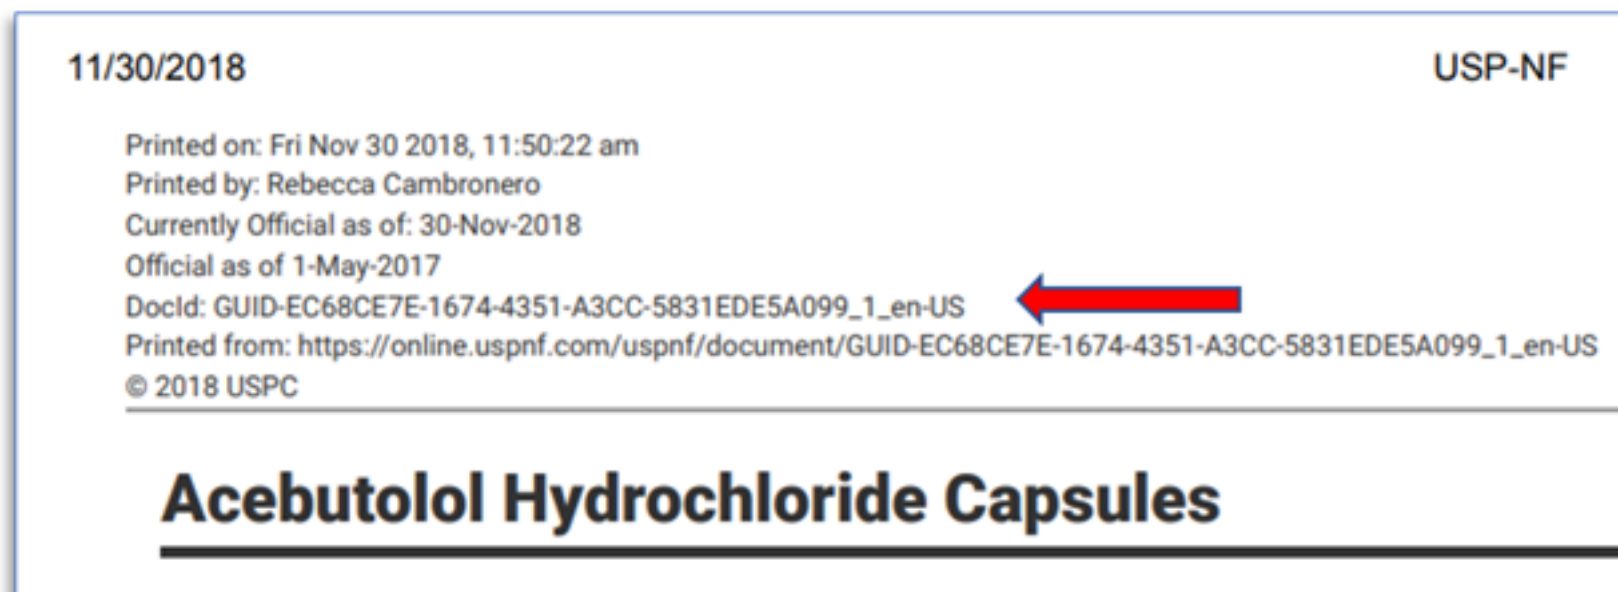 11/30/2018 USP-NF
Printed on: Fri Nov 30 2018, 11:50:22 am
Printed by: Rebecca Cambronero
Currently Official as of: 30-Nov-2018
Official as of 1-May-2017
DocId: GUID-EC68CE7E-1674-4351-A3CC-5831EDE5A099_1_en-US
Printed from: https://online.uspnf.com/uspnf/document/GUID-EC68CE7E-1674-4351-A3CC-5831EDE5A099_1_en-US
© 2018 USPC
Acebutolol Hydrochloride Capsules